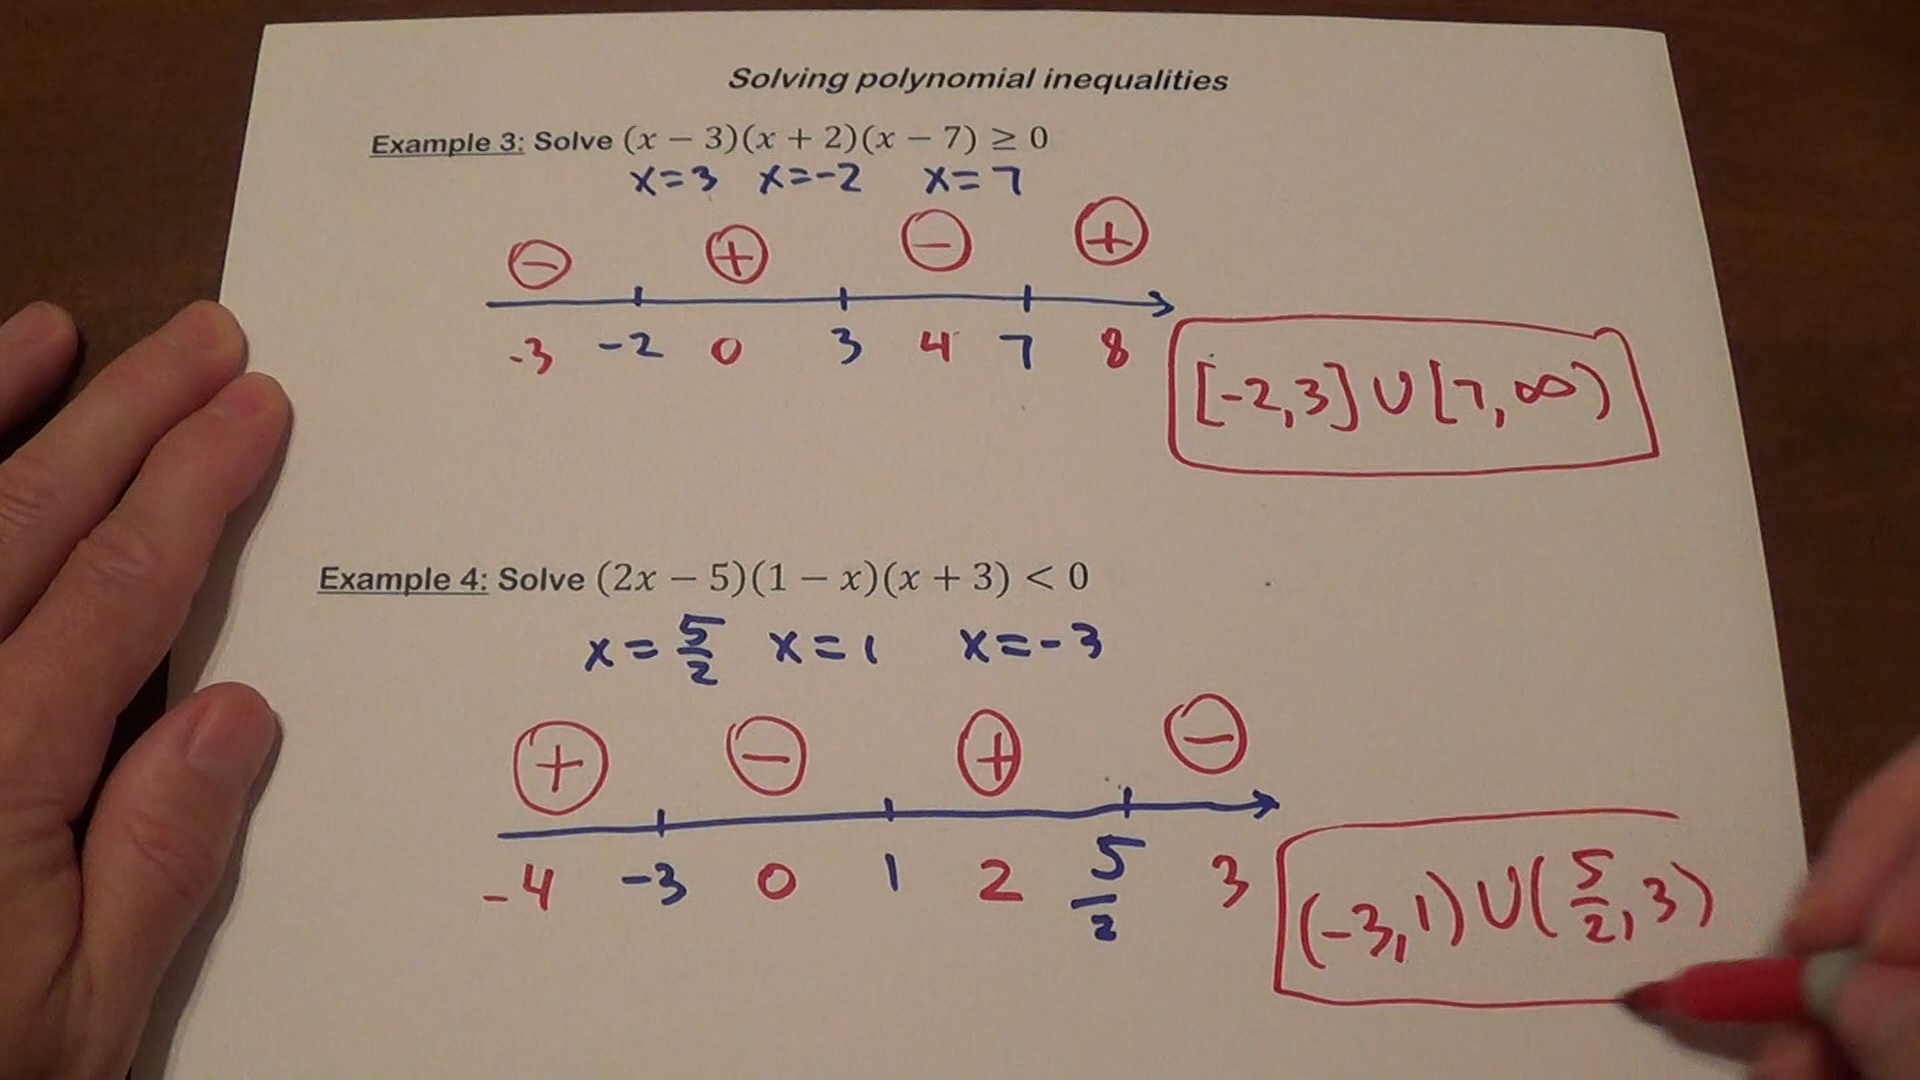 Solving polynomial inequalities
Example 3: Solve (x − 3)(x + 2)(x − 7) ≥ 0
x=3 x=-2 x=7
− + − +
-3 -2 0 3 4 7 8
[-2,3]∪[7,∞)
Example 4: Solve (2x − 5)(1 − x)(x + 3) < 0
x=5/2 x=1 x=-3
+ − + −
-4 -3 0 1 2 5/2 3
(-3,1)∪(5/2,3)